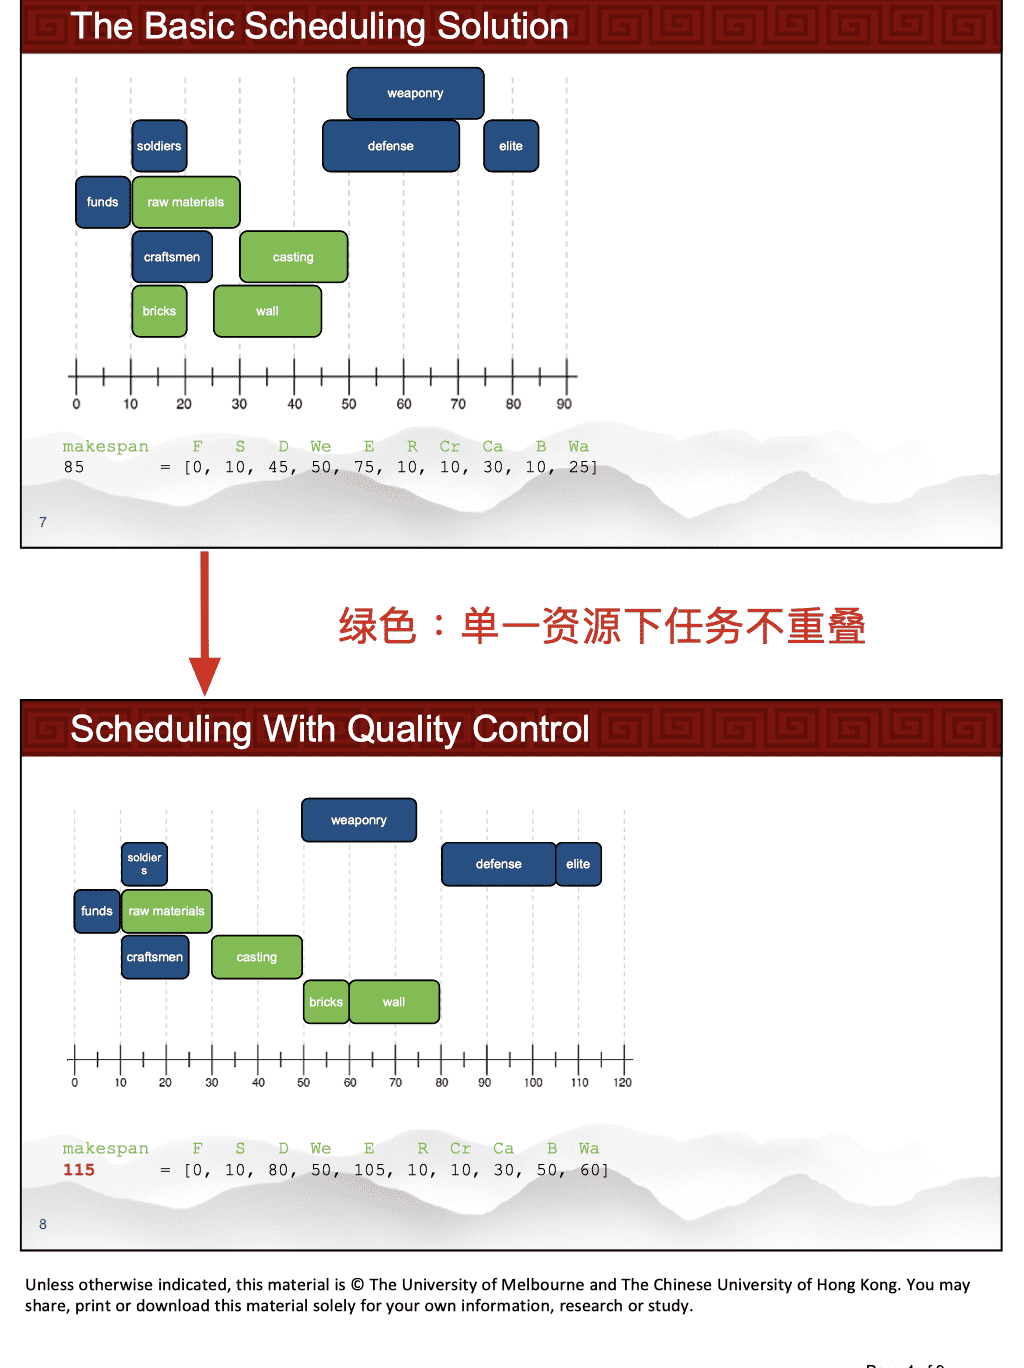 The Basic Scheduling Solution
weaponry
soldiers
defense
elite
funds
raw materials
craftsmen
casting
bricks
wall
0 10 20 30 40 50 60 70 80 90
makespan F S D We E R Cr Ca B Wa
85 = [0, 10, 45, 50, 75, 10, 10, 30, 10, 25]
7
绿色：单一资源下任务不重叠
Scheduling With Quality Control
weaponry
soldier
s
defense
elite
funds
raw materials
craftsmen
casting
bricks
wall
0 10 20 30 40 50 60 70 80 90 100 110 120
makespan F S D We E R Cr Ca B Wa
115 = [0, 10, 80, 50, 105, 10, 10, 30, 50, 60]
8
Unless otherwise indicated, this material is © The University of Melbourne and The Chinese University of Hong Kong. You may
share, print or download this material solely for your own information, research or study.